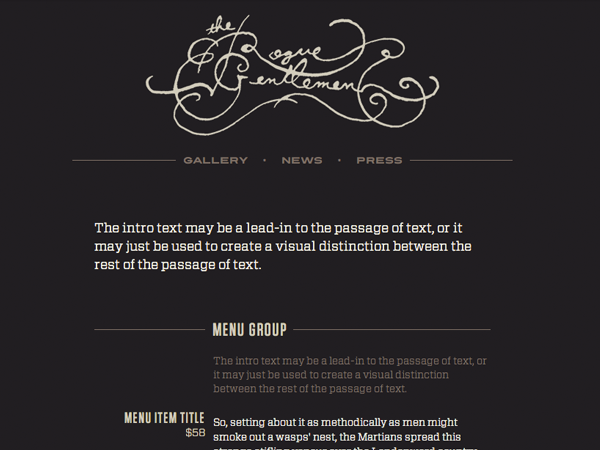 the
Rogue
Gentlemen
GALLERY • NEWS • PRESS
The intro text may be a lead-in to the passage of text, or it
may just be used to create a visual distinction between the
rest of the passage of text.
MENU GROUP
The intro text may be a lead-in to the passage of text, or
it may just be used to create a visual distinction
between the rest of the passage of text.
MENU ITEM TITLE
$58
So, setting about it as methodically as men might
smoke out a wasps' nest, the Martians spread this